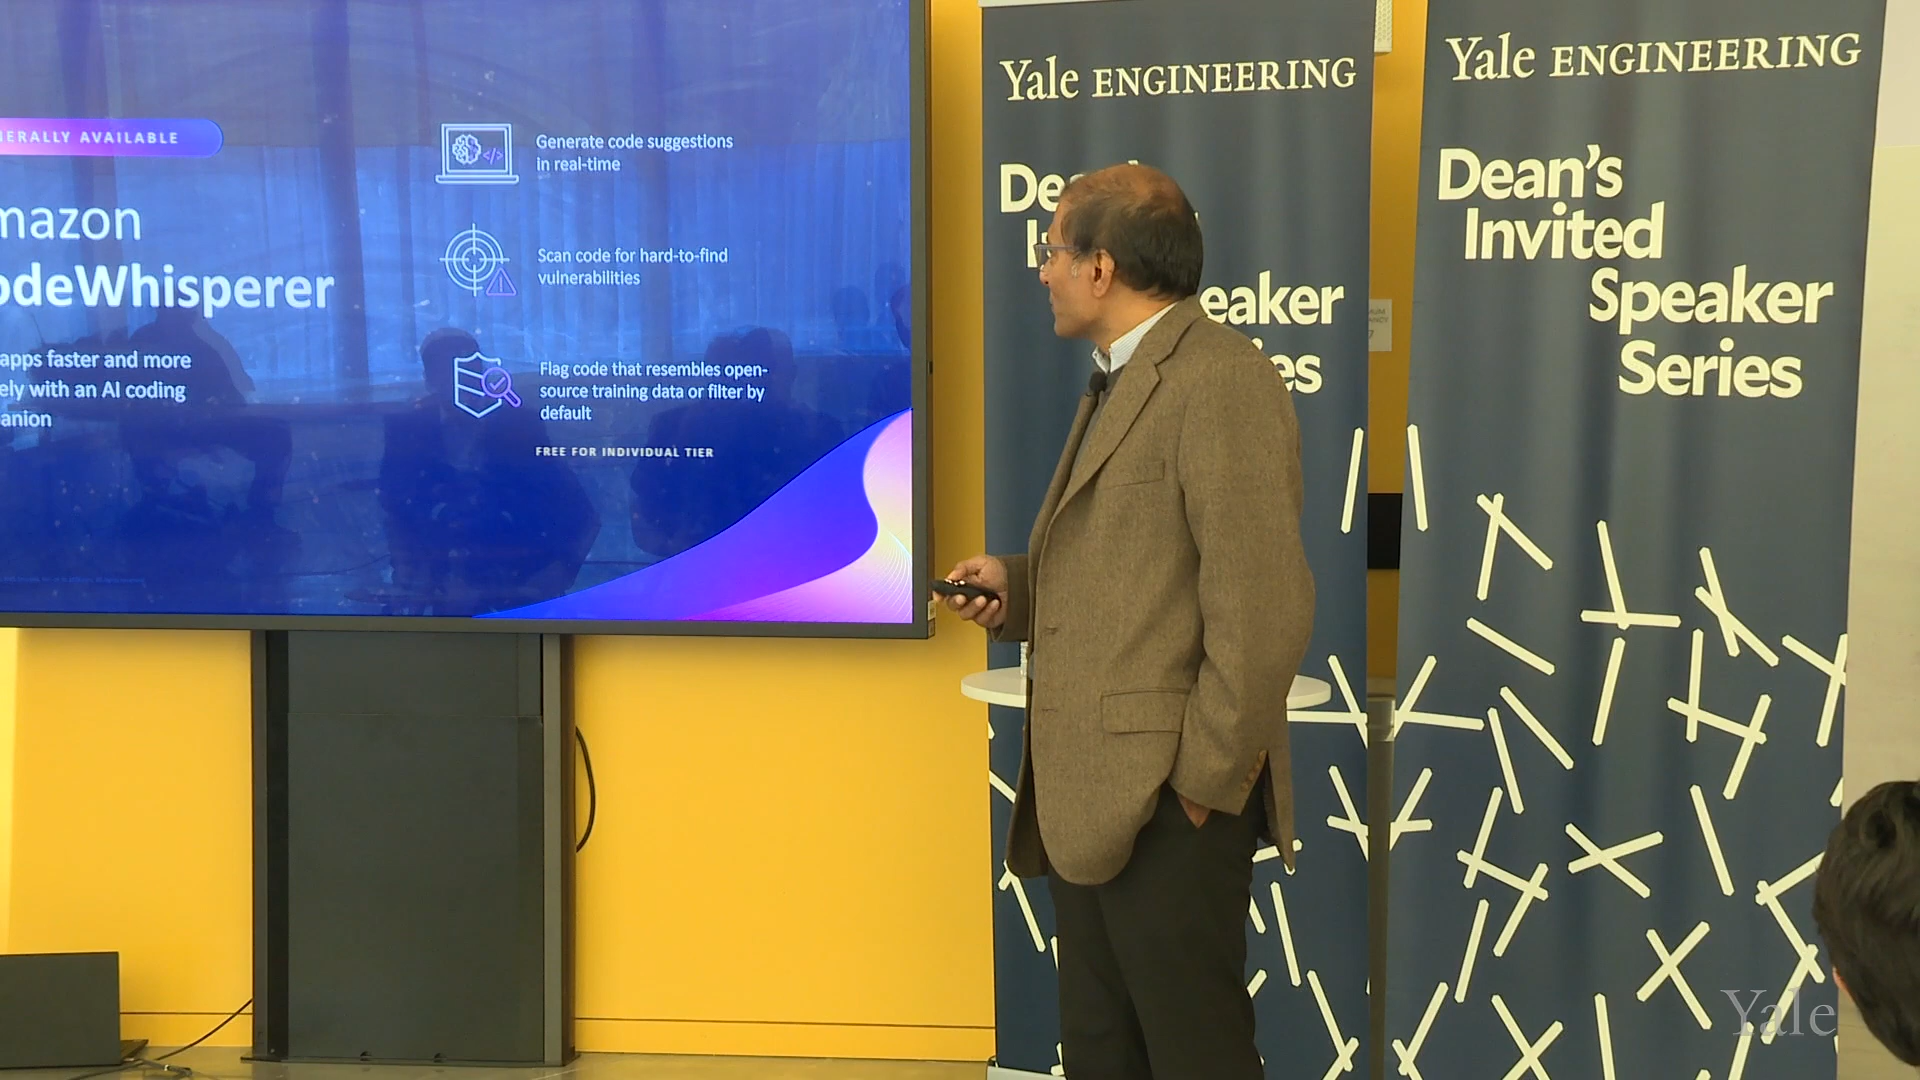 NERALLY AVAILABLE
mazon
odeWhisperer
apps faster and more
ely with an AI coding
anion
Generate code suggestions
in real-time
Scan code for hard-to-find
vulnerabilities
Flag code that resembles open-
source training data or filter by
default
FREE FOR INDIVIDUAL TIER
Yale ENGINEERING
De
I
eaker
es
Yale ENGINEERING
Dean's
Invited
Speaker
Series
Yale